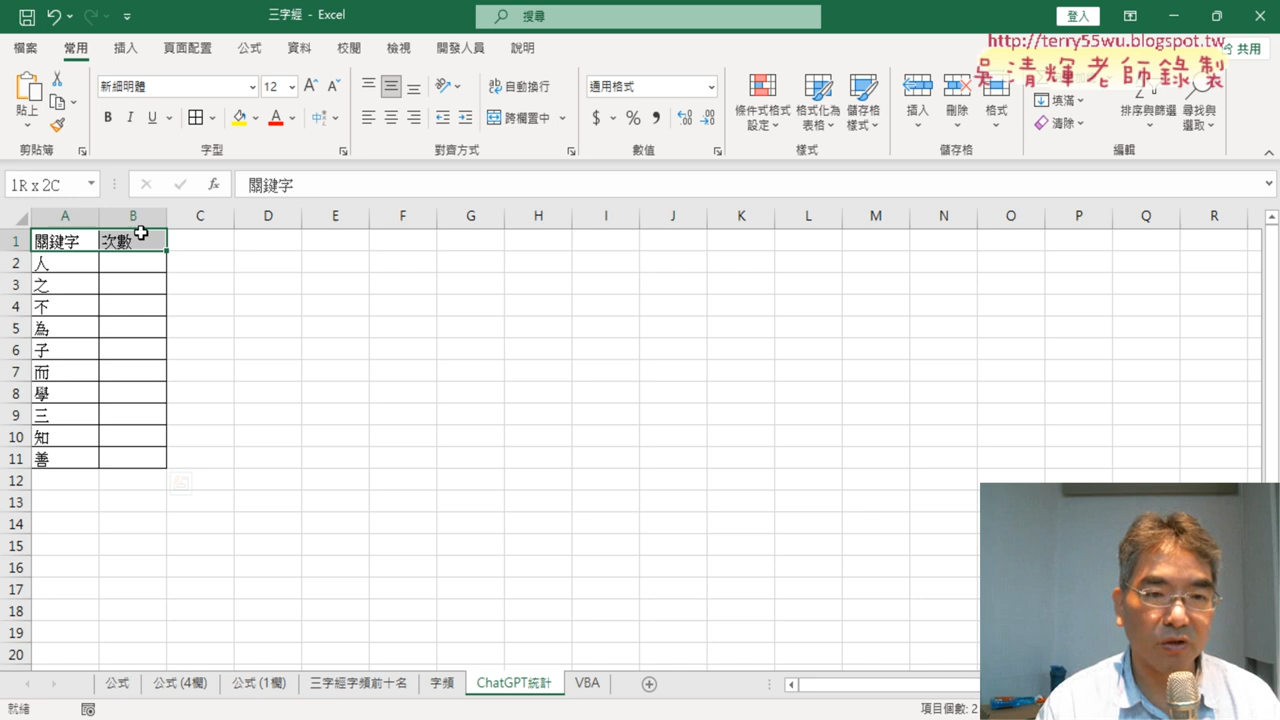 三字經 - Excel
搜尋
登入
檔案 常用 插入 頁面配置 公式 資料 校閱 檢視 開發人員 說明
http://terry55wu.blogspot.tw
共用
吳清輝老師錄製
貼上
新細明體 12
B I U
自動換行
跨欄置中
通用格式
條件式格式設定
格式化為表格
儲存格樣式
插入 刪除 格式
填滿
清除
排序與篩選
尋找與選取
剪貼簿 字型 對齊方式 數值 樣式 儲存格 編輯
1R x 2C fx 關鍵字
A B C D E F G H I J K L M N O P Q R
1 關鍵字 次數
2 人
3 之
4 不
5 為
6 子
7 而
8 學
9 三
10 知
11 善
12
13
14
15
16
17
18
19
20
公式 公式 (4欄) 公式 (1欄) 三字經字頻前十名 字頻 ChatGPT統計 VBA
就緒
項目個數: 2